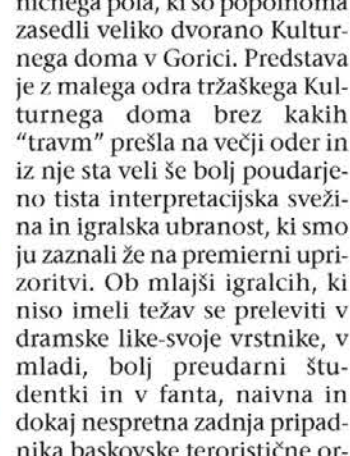 ničnega pola, ki so popolnoma
zasedli veliko dvorano Kultur-
nega doma v Gorici. Predstava
je z malega odra tržaškega Kul-
turnega doma brez kakih
“travm” prešla na večji oder in
iz nje sta veli še bolj poudarje-
no tista interpretacijska sveži-
na in igralska ubranost, ki smo
ju zaznali že na premierni upri-
zoritvi. Ob mlajši igralcih, ki
niso imeli težav se preleviti v
dramske like-svoje vrstnike, v
mladi, bolj preudarni štu-
dentki in v fanta, naivna in
dokaj nespretna zadnja pripad-
nika baskovske teroristične or-